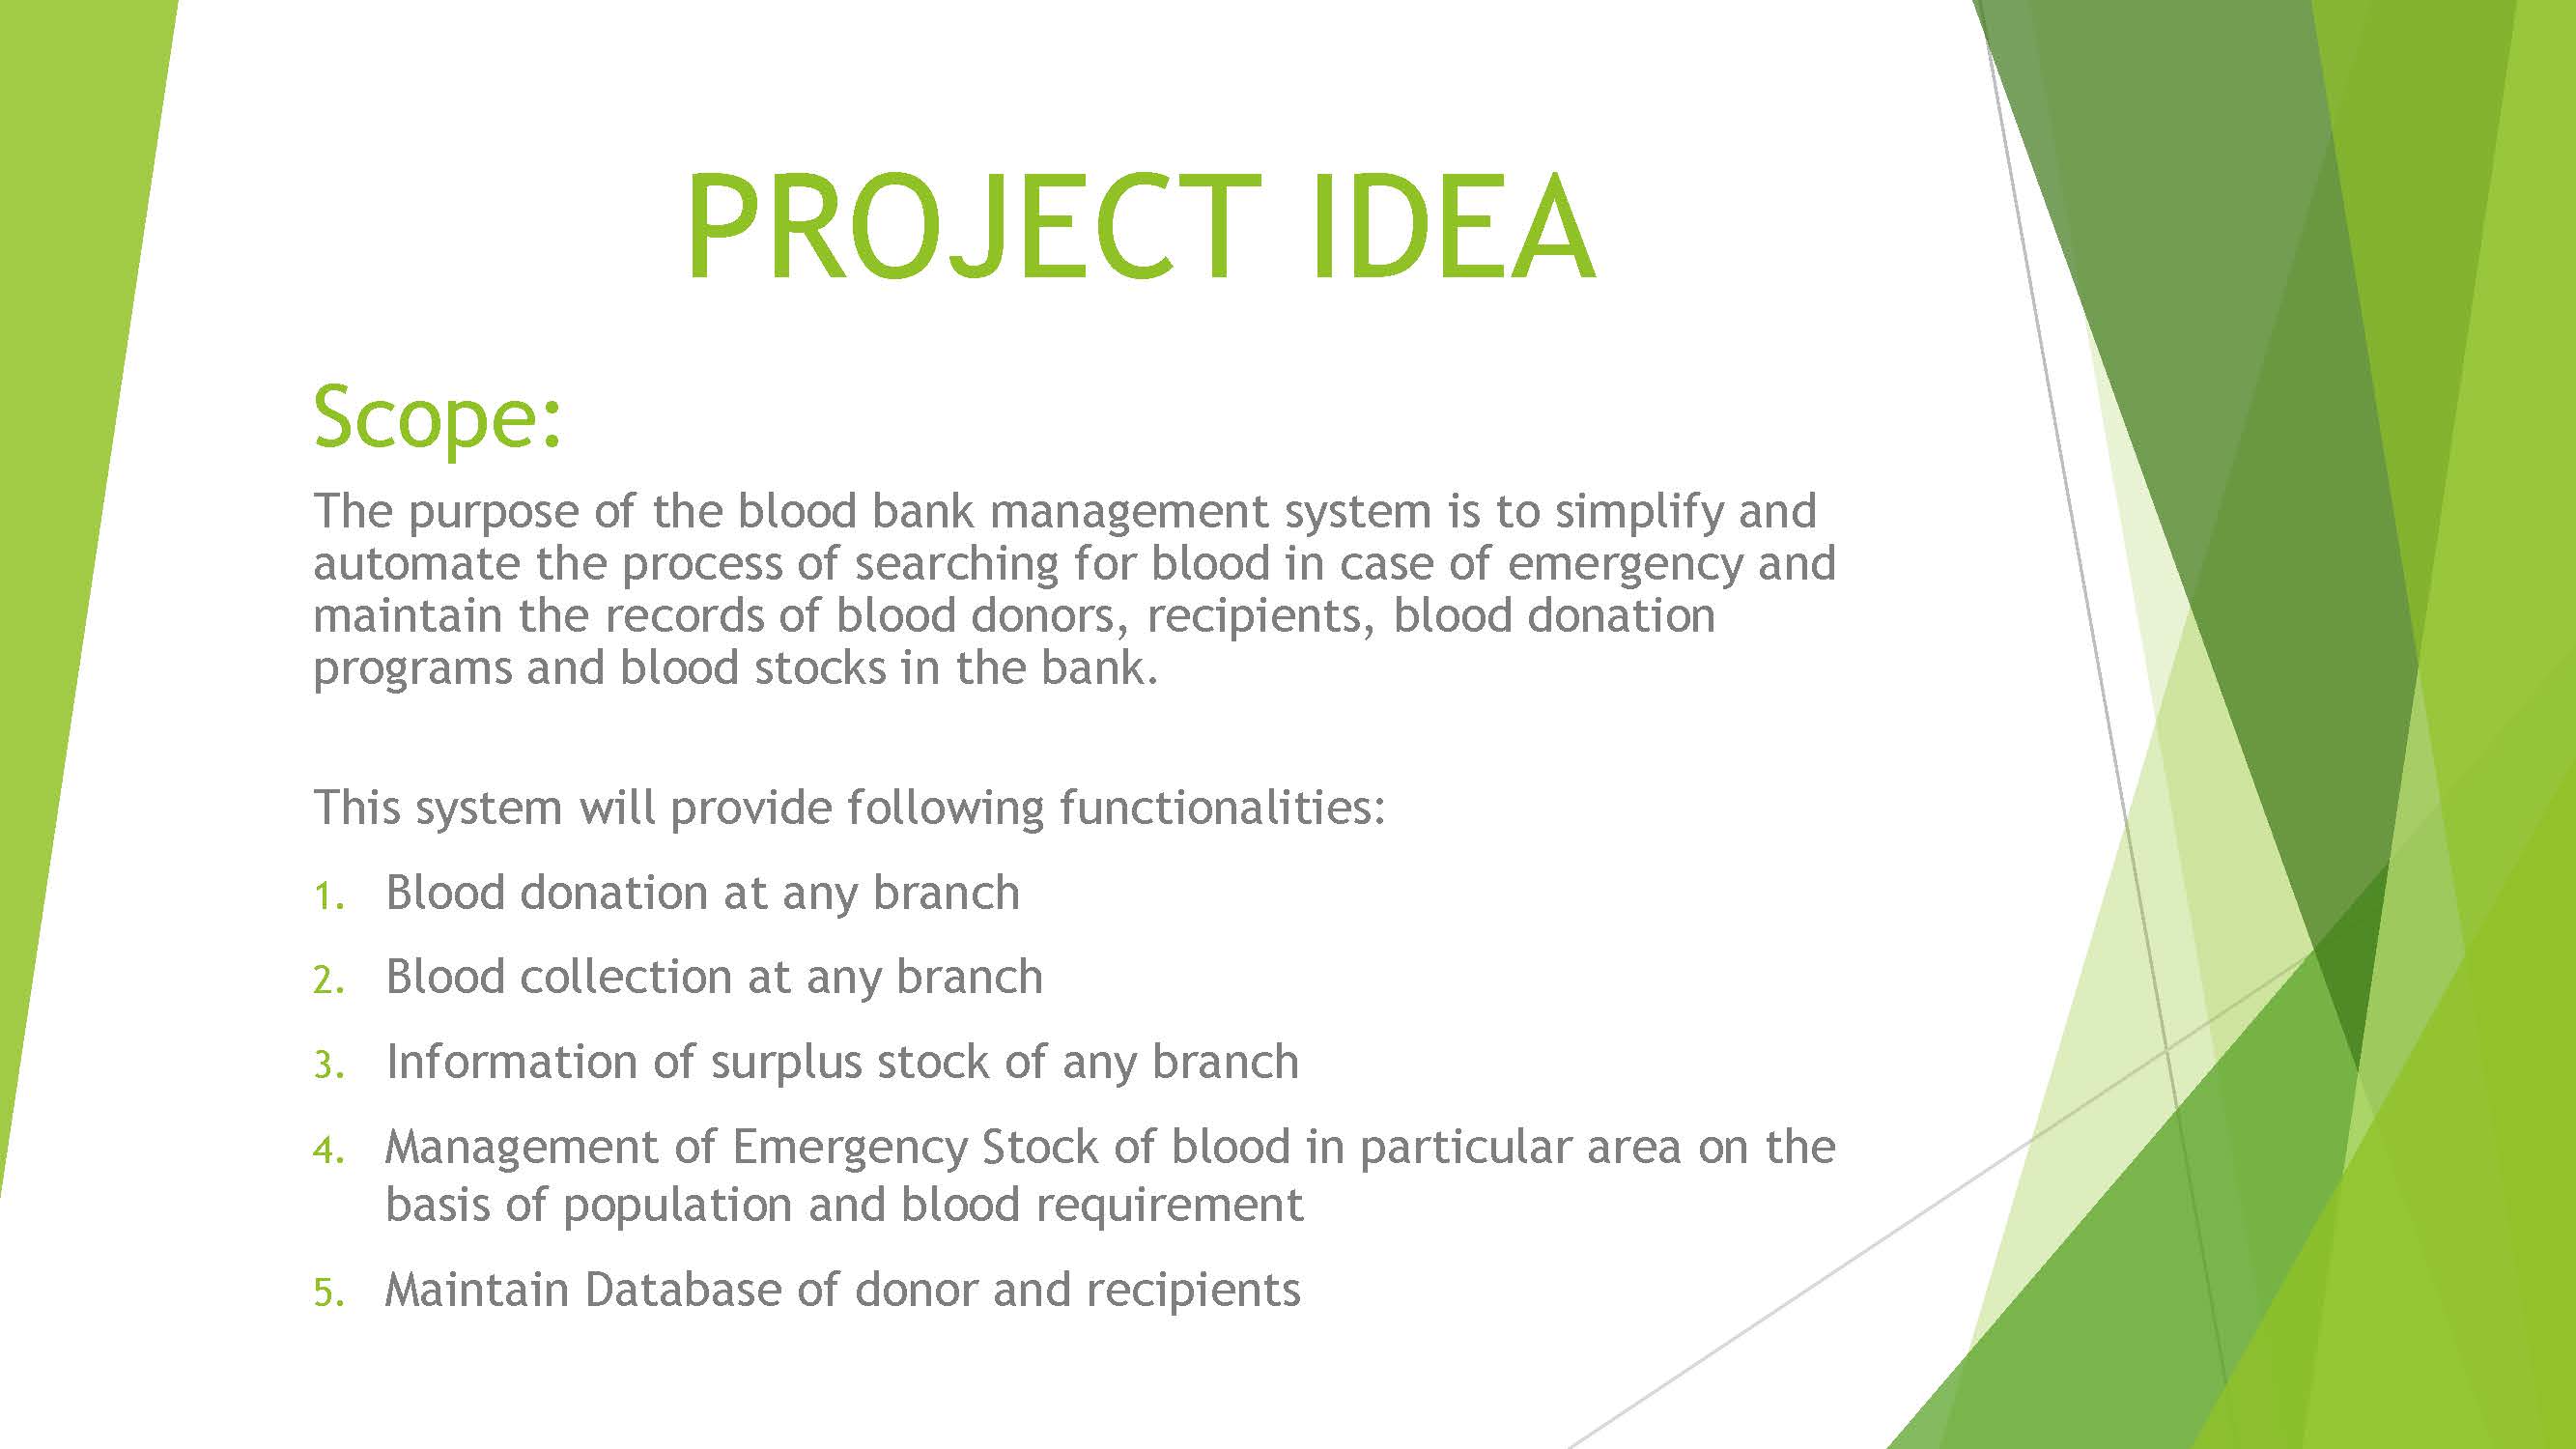 PROJECT IDEA
Scope:
The purpose of the blood bank management system is to simplify and
automate the process of searching for blood in case of emergency and
maintain the records of blood donors, recipients, blood donation
programs and blood stocks in the bank.
This system will provide following functionalities:
1. Blood donation at any branch
2. Blood collection at any branch
3. Information of surplus stock of any branch
4. Management of Emergency Stock of blood in particular area on the
basis of population and blood requirement
5. Maintain Database of donor and recipients